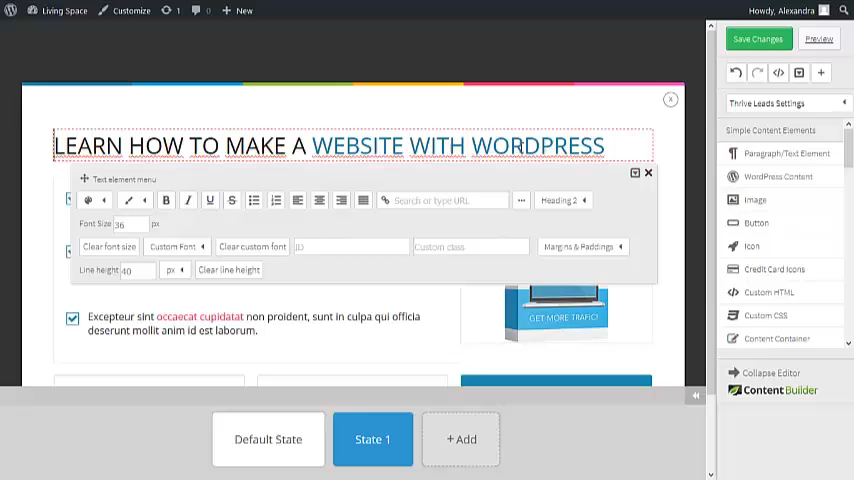 Living Space
Customize
1
0
New
Howdy, Alexandra
Save Changes
Preview
Thrive Leads Settings
Simple Content Elements
Paragraph/Text Element
WordPress Content
Image
Button
Icon
Credit Card Icons
Custom HTML
Custom CSS
Content Container
Collapse Editor
Content Builder
x
LEARN HOW TO MAKE A WEBSITE WITH WORDPRESS
Text element menu
B I U S
Search or type URL
Heading 2
Font Size 36 px
Clear font size
Custom Font
Clear custom font
ID
Custom class
Margins & Paddings
Line height 40 px
Clear line height
Excepteur sint occaecat cupidatat non proident, sunt in culpa qui officia
deserunt mollit anim id est laborum.
GET MORE TRAFIC!
Default State
State 1
+ Add